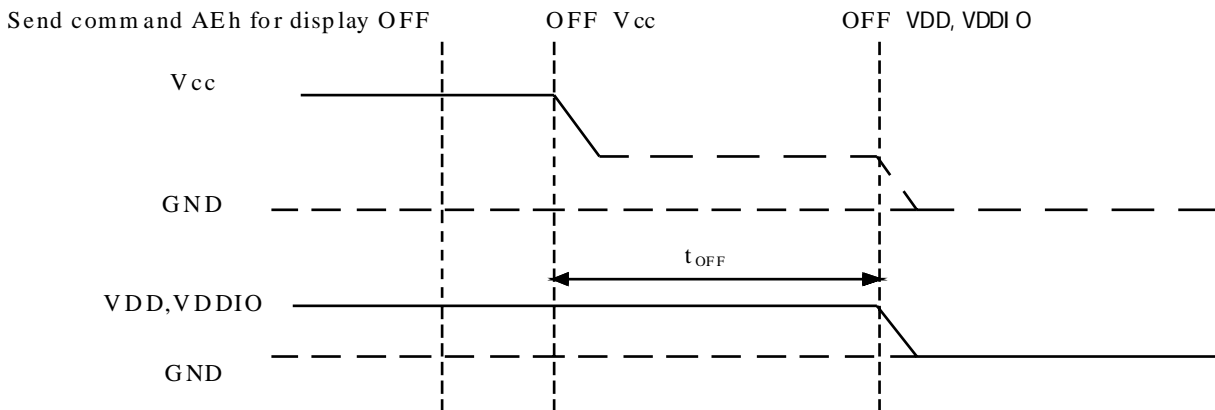 Send command AEh for display OFF OFF Vcc OFF VDD, VDDIO
Vcc
GND
tOFF
VDD,VDDIO
GND